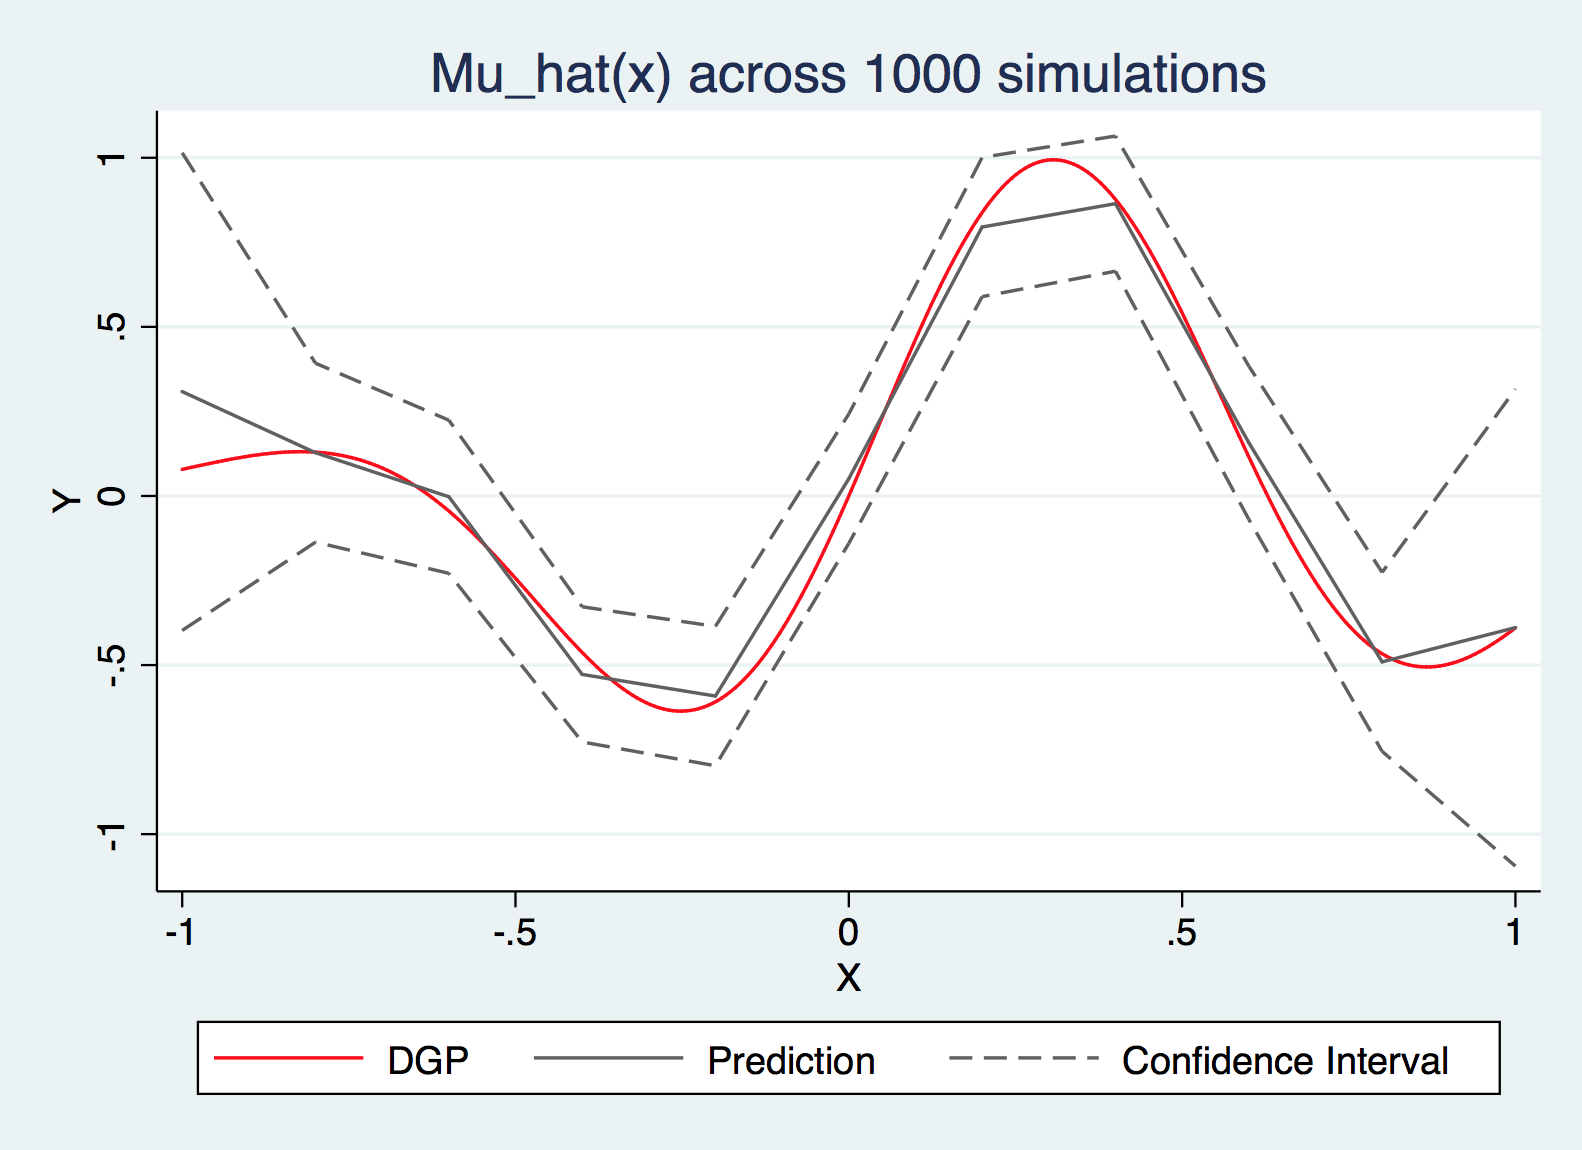 Mu_hat(x) across 1000 simulations
1
.5
0
-.5
-1
Y
-1 -.5 0 .5 1
X
DGP Prediction Confidence Interval